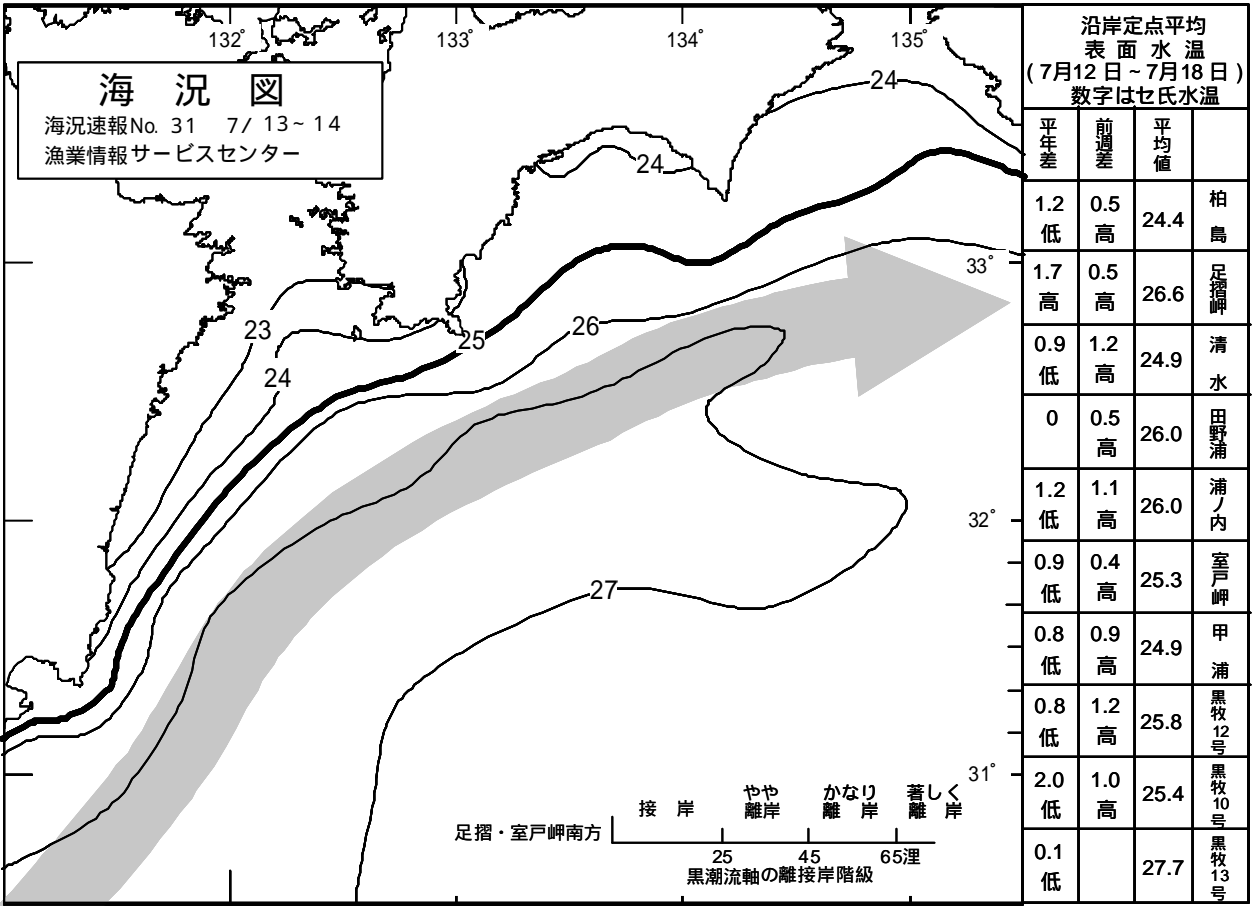 132°
133°
134°
135°
海況図
海況速報No. 31 7/ 13~ 14
漁業情報サービスセンター
24
24
33°
23
25
26
24
32°
27
31°
接 岸
やや
離岸
かなり
離 岸
著しく
離 岸
足摺・室戸岬南方
25
45
65浬
黒潮流軸の離接岸階級
沿岸定点平均
表 面 水 温
( 7月12 日 ~ 7月18 日 )
数字はセ氏水温
平年差 前週差 平均値
1.2低 0.5高 24.4 柏島
1.7高 0.5高 26.6 足摺岬
0.9低 1.2高 24.9 清水
0 0.5高 26.0 田野浦
1.2低 1.1高 26.0 浦ノ内
0.9低 0.4高 25.3 室戸岬
0.8低 0.9高 24.9 甲浦
0.8低 1.2高 25.8 黒牧12号
2.0低 1.0高 25.4 黒牧10号
0.1低 27.7 黒牧13号